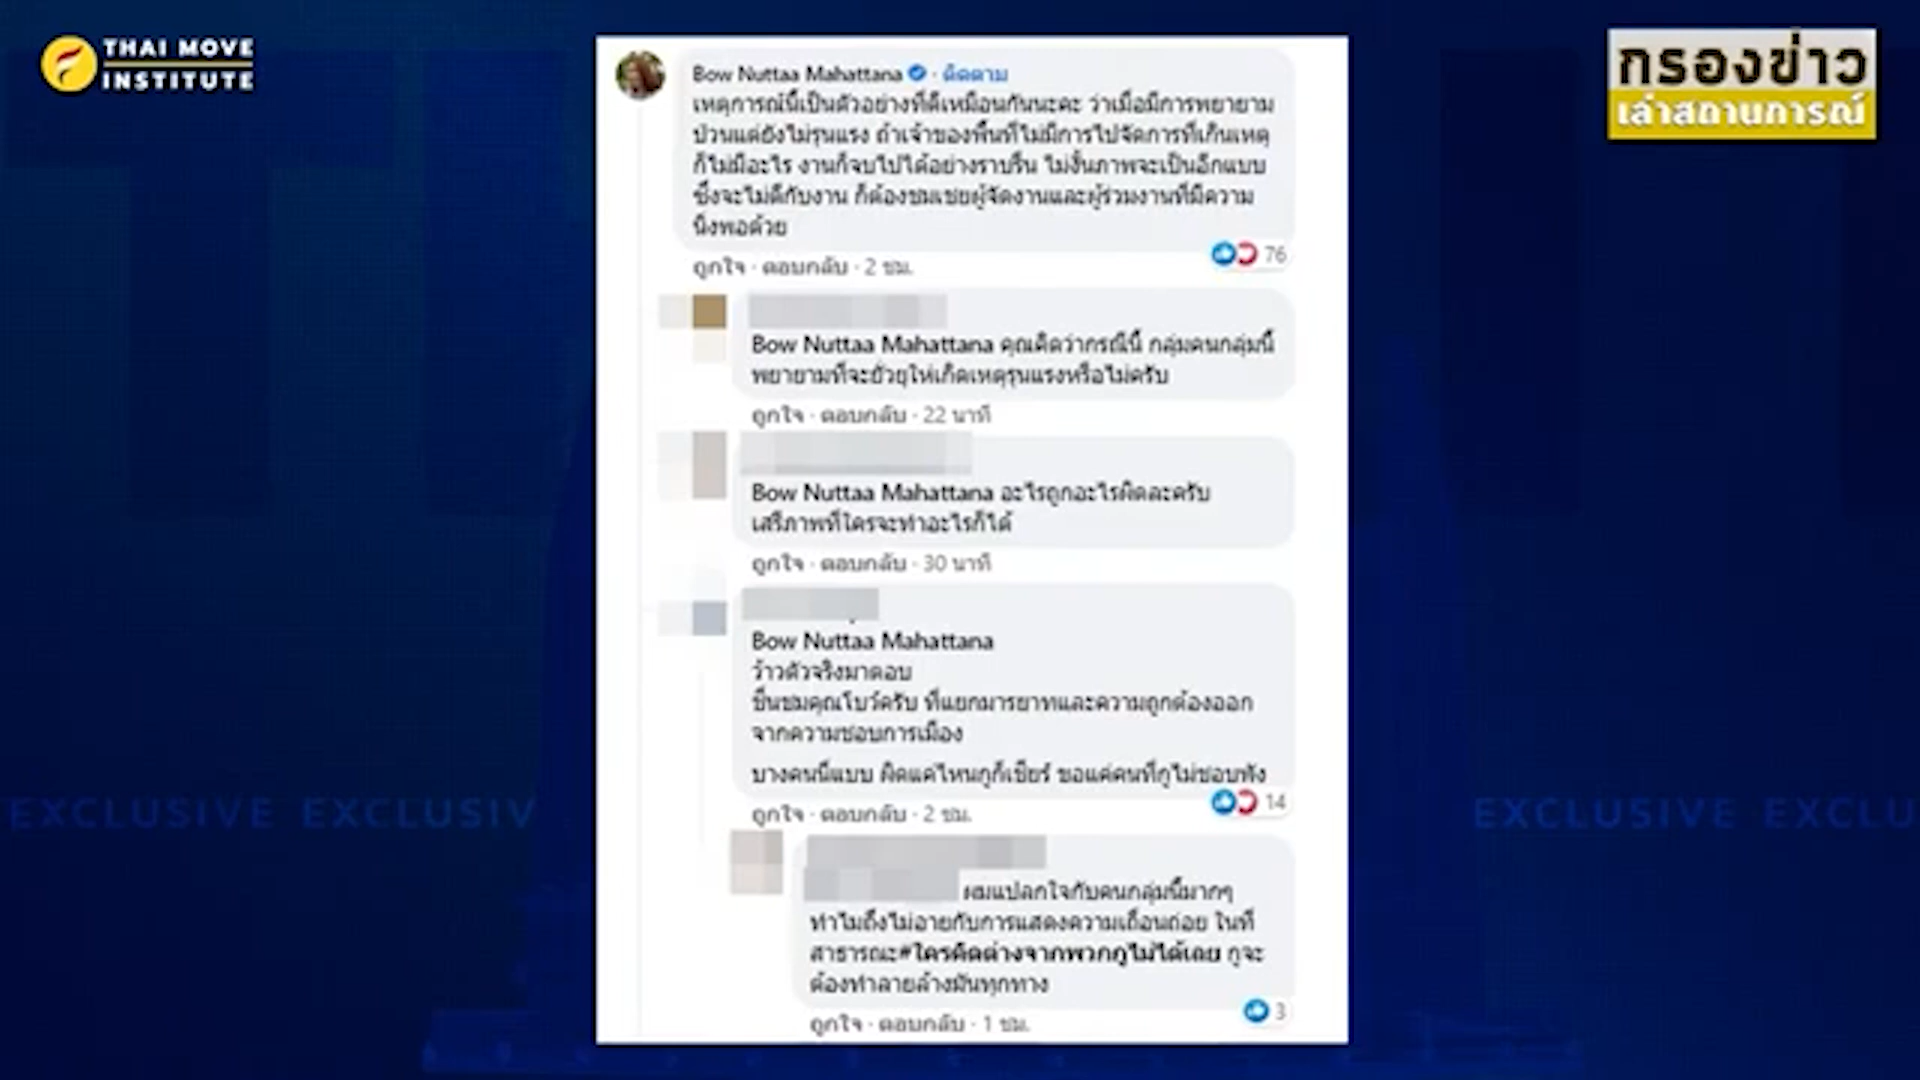 THAI MOVE
INSTITUTE
กรองข่าว
เล่าสถานการณ์
Bow Nuttaa Mahattana · ติดตาม
เหตุการณ์นี้เป็นตัวอย่างที่ดีเหมือนกันนะคะ ว่าเมื่อมีการพยายาม
ป่วนแต่ยังไม่รุนแรง ถ้าเจ้าของพื้นที่ไม่มีการไปจัดการที่เกินเหตุ
ก็ไม่มีอะไร งานก็จบไปได้อย่างราบรื่น ไม่งั้นภาพจะเป็นอีกแบบ
ซึ่งจะไม่ดีกับงาน ก็ต้องชมเชยผู้จัดงานและผู้ร่วมงานที่มีความ
นิ่งพอด้วย
76
ถูกใจ · ตอบกลับ · 2 ชม.
Bow Nuttaa Mahattana คุณคิดว่ากรณีนี้ กลุ่มคนกลุ่มนี้
พยายามที่จะยั่วยุให้เกิดเหตุรุนแรงหรือไม่ครับ
ถูกใจ · ตอบกลับ · 22 นาที
Bow Nuttaa Mahattana อะไรถูกอะไรผิดละครับ
เสรีภาพที่ใครจะทำอะไรก็ได้
ถูกใจ · ตอบกลับ · 30 นาที
Bow Nuttaa Mahattana
ว้าวตัวจริงมาตอบ
ชื่นชมคุณโบว์ครับ ที่แยกมารยาทและความถูกต้องออก
จากความชอบการเมือง
บางคนนี่แบบ ผิดแค่ไหนกูก็เชียร์ ขอแค่คนที่กูไม่ชอบพัง
14
ถูกใจ · ตอบกลับ · 2 ชม.
ผมแปลกใจกับคนกลุ่มนี้มากๆ
ทำไมถึงไม่อายกับการแสดงความเถื่อนถ่อย ในที่
สาธารณะ#ใครคิดต่างจากพวกกูไม่ได้เลย กูจะ
ต้องทำลายล้างมันทุกทาง
3
ถูกใจ · ตอบกลับ · 1 ชม.
EXCLUSIVE EXCLUSIV
EXCLUSIVE EXCLU